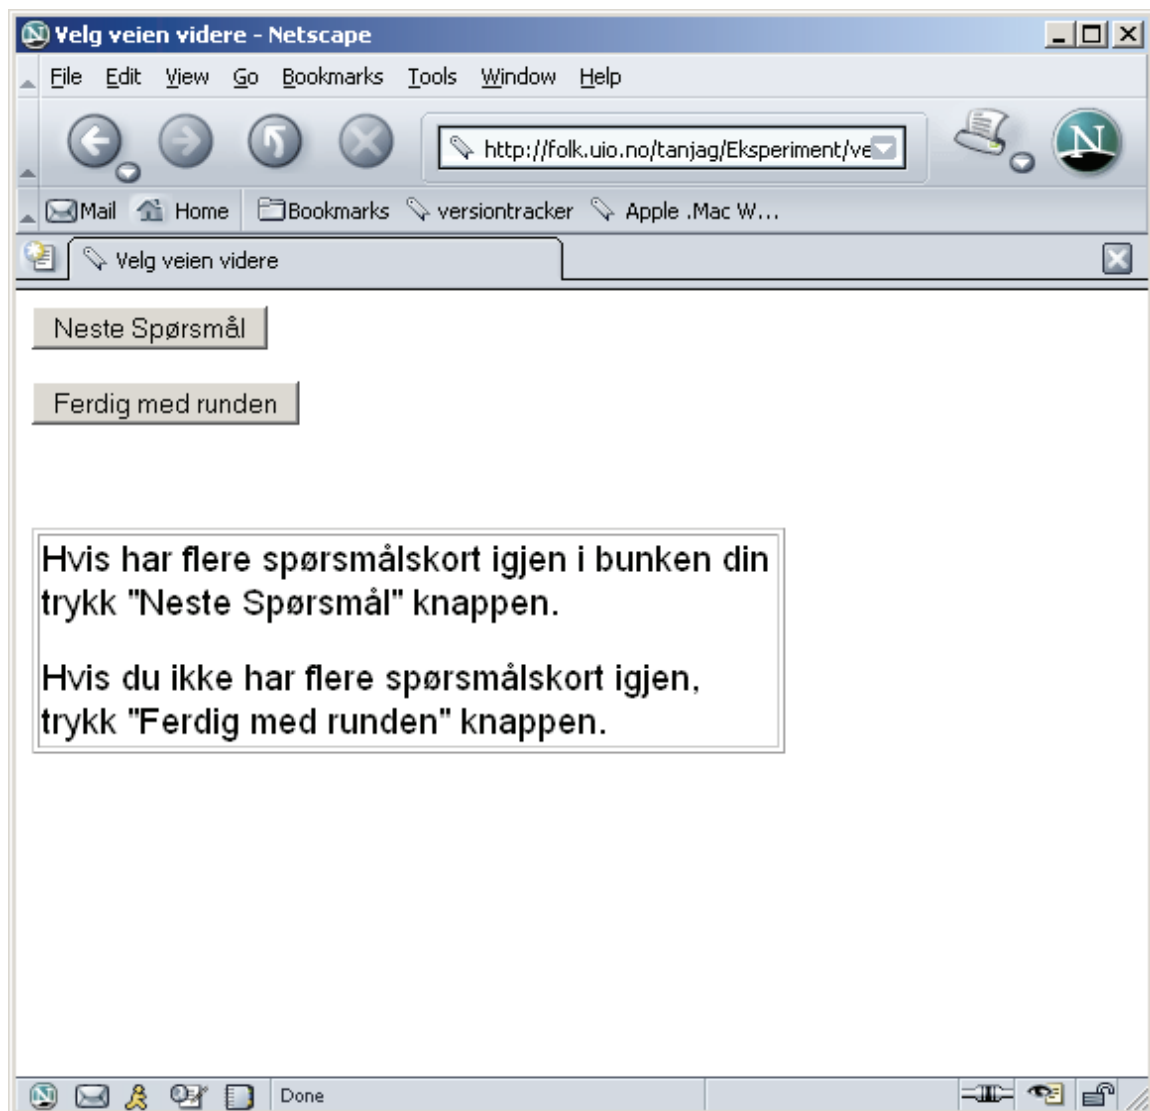 Velg veien videre - Netscape
File Edit View Go Bookmarks Tools Window Help
http://folk.uio.no/tanjag/Eksperiment/ve
N
Mail Home Bookmarks versiontracker Apple .Mac W...
Velg veien videre
Neste Spørsmål
Ferdig med runden
Hvis har flere spørsmålskort igjen i bunken din
trykk "Neste Spørsmål" knappen.
Hvis du ikke har flere spørsmålskort igjen,
trykk "Ferdig med runden" knappen.
Done